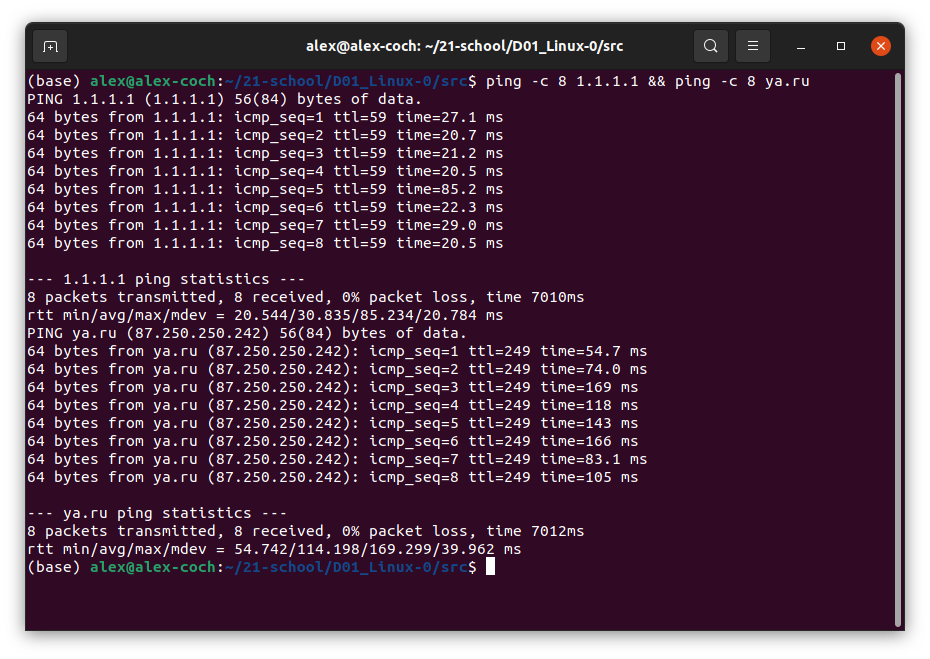 alex@alex-coch: ~/21-school/D01_Linux-0/src
(base) alex@alex-coch:~/21-school/D01_Linux-0/src$ ping -c 8 1.1.1.1 && ping -c 8 ya.ru
PING 1.1.1.1 (1.1.1.1) 56(84) bytes of data.
64 bytes from 1.1.1.1: icmp_seq=1 ttl=59 time=27.1 ms
64 bytes from 1.1.1.1: icmp_seq=2 ttl=59 time=20.7 ms
64 bytes from 1.1.1.1: icmp_seq=3 ttl=59 time=21.2 ms
64 bytes from 1.1.1.1: icmp_seq=4 ttl=59 time=20.5 ms
64 bytes from 1.1.1.1: icmp_seq=5 ttl=59 time=85.2 ms
64 bytes from 1.1.1.1: icmp_seq=6 ttl=59 time=22.3 ms
64 bytes from 1.1.1.1: icmp_seq=7 ttl=59 time=29.0 ms
64 bytes from 1.1.1.1: icmp_seq=8 ttl=59 time=20.5 ms
--- 1.1.1.1 ping statistics ---
8 packets transmitted, 8 received, 0% packet loss, time 7010ms
rtt min/avg/max/mdev = 20.544/30.835/85.234/20.784 ms
PING ya.ru (87.250.250.242) 56(84) bytes of data.
64 bytes from ya.ru (87.250.250.242): icmp_seq=1 ttl=249 time=54.7 ms
64 bytes from ya.ru (87.250.250.242): icmp_seq=2 ttl=249 time=74.0 ms
64 bytes from ya.ru (87.250.250.242): icmp_seq=3 ttl=249 time=169 ms
64 bytes from ya.ru (87.250.250.242): icmp_seq=4 ttl=249 time=118 ms
64 bytes from ya.ru (87.250.250.242): icmp_seq=5 ttl=249 time=143 ms
64 bytes from ya.ru (87.250.250.242): icmp_seq=6 ttl=249 time=166 ms
64 bytes from ya.ru (87.250.250.242): icmp_seq=7 ttl=249 time=83.1 ms
64 bytes from ya.ru (87.250.250.242): icmp_seq=8 ttl=249 time=105 ms
--- ya.ru ping statistics ---
8 packets transmitted, 8 received, 0% packet loss, time 7012ms
rtt min/avg/max/mdev = 54.742/114.198/169.299/39.962 ms
(base) alex@alex-coch:~/21-school/D01_Linux-0/src$